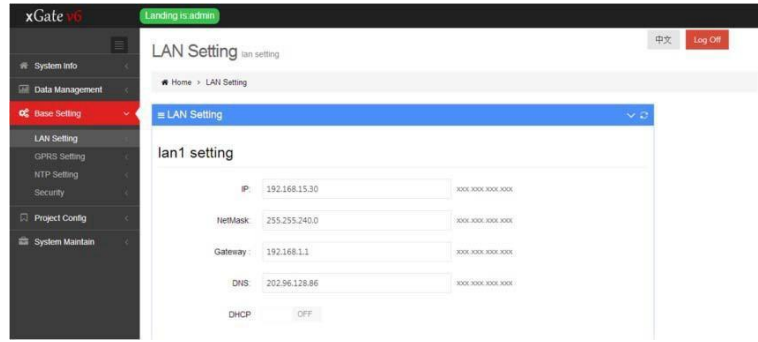 xGate v6
Landing is:admin
LAN Setting lan setting
中文
Log Off
Home > LAN Setting
System Info
Data Management
Base Setting
LAN Setting
GPRS Setting
NTP Setting
Security
Project Config
System Maintain
LAN Setting
lan1 setting
IP: 192.168.15.30 xxx.xxx.xxx.xxx
NetMask: 255.255.240.0 xxx.xxx.xxx.xxx
Gateway : 192.168.1.1 xxx.xxx.xxx.xxx
DNS: 202.96.128.86 xxx.xxx.xxx.xxx
DHCP OFF